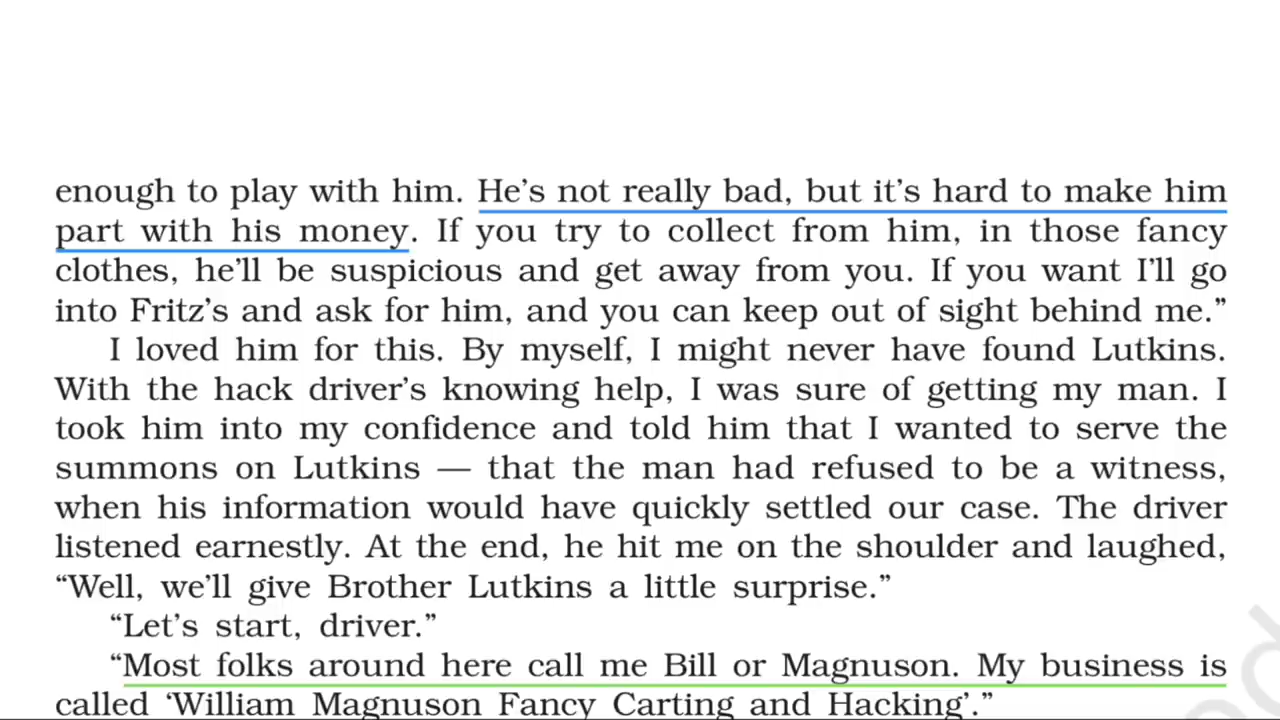 enough to play with him. He’s not really bad, but it’s hard to make him
part with his money. If you try to collect from him, in those fancy
clothes, he’ll be suspicious and get away from you. If you want I’ll go
into Fritz’s and ask for him, and you can keep out of sight behind me.”
I loved him for this. By myself, I might never have found Lutkins.
With the hack driver’s knowing help, I was sure of getting my man. I
took him into my confidence and told him that I wanted to serve the
summons on Lutkins — that the man had refused to be a witness,
when his information would have quickly settled our case. The driver
listened earnestly. At the end, he hit me on the shoulder and laughed,
“Well, we’ll give Brother Lutkins a little surprise.”
“Let’s start, driver.”
“Most folks around here call me Bill or Magnuson. My business is
called ‘William Magnuson Fancy Carting and Hacking’.”